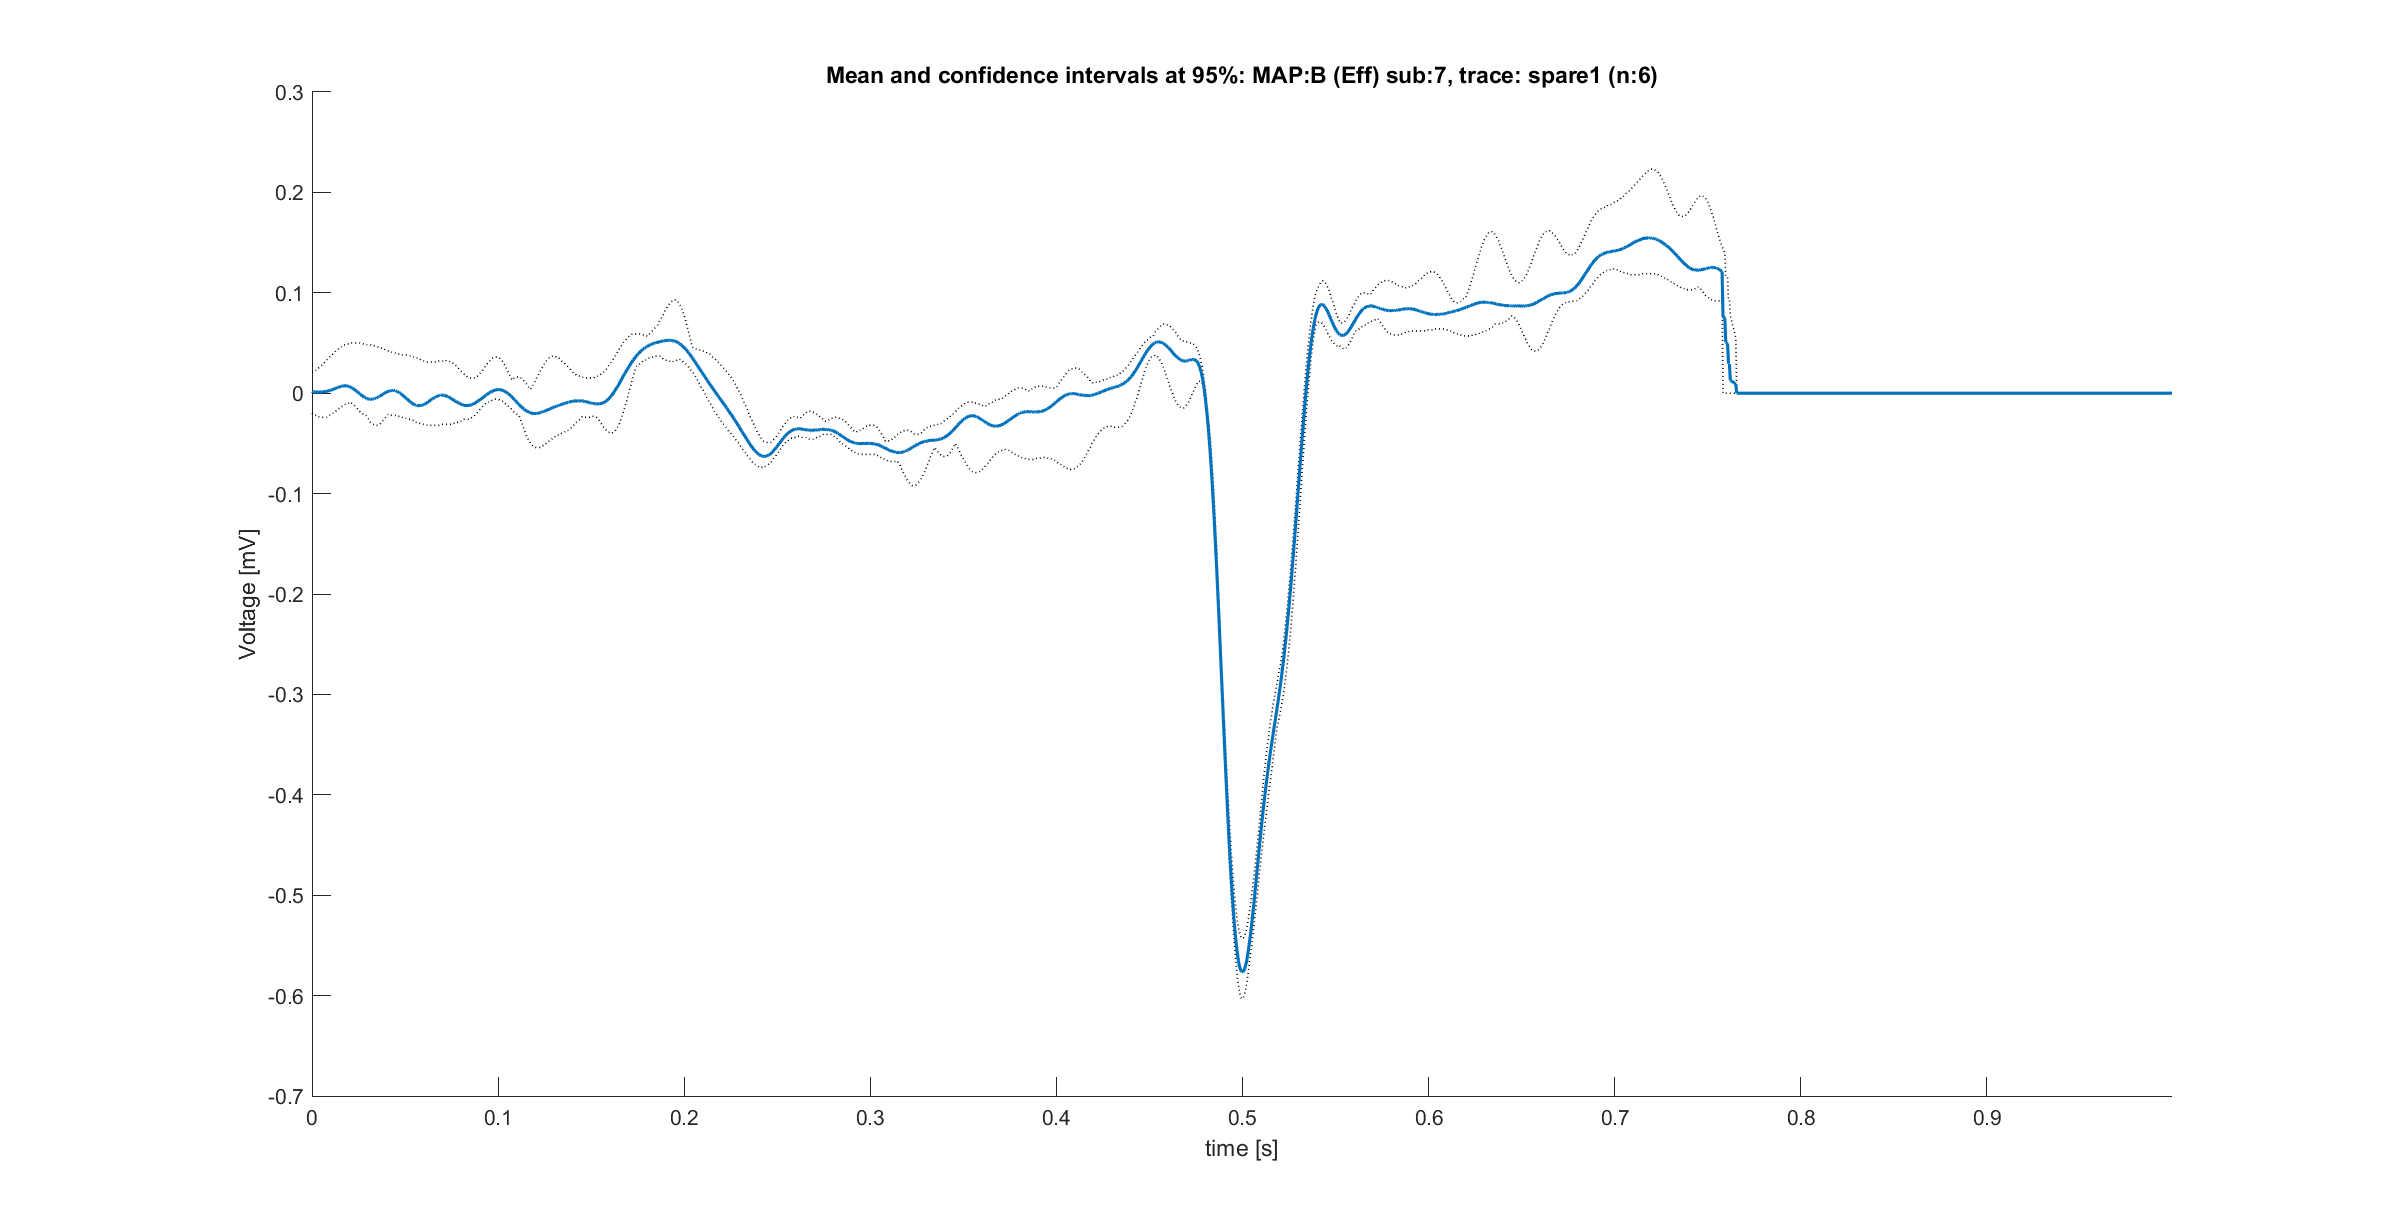 Mean and confidence intervals at 95%: MAP:B (Eff) sub:7, trace: spare1 (n:6)
0.3
0.2
0.1
0
-0.1
-0.2
-0.3
-0.4
-0.5
-0.6
-0.7
Voltage [mV]
0 0.1 0.2 0.3 0.4 0.5 0.6 0.7 0.8 0.9
time [s]